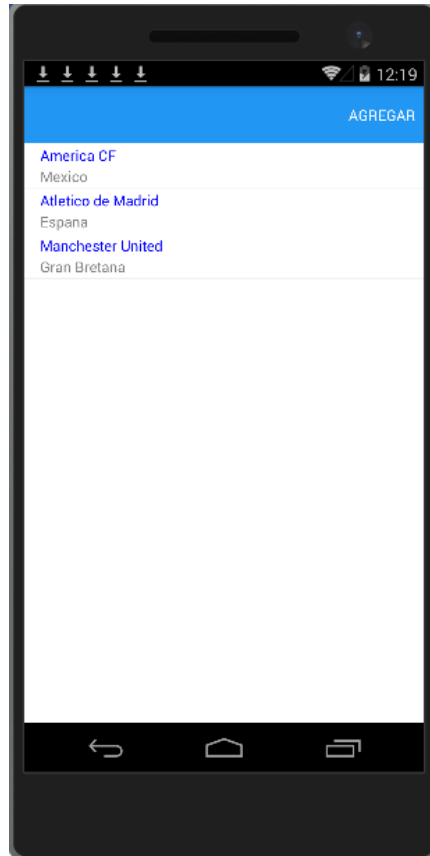 12:19
AGREGAR
America CF
Mexico
Atletico de Madrid
Espana
Manchester United
Gran Bretana